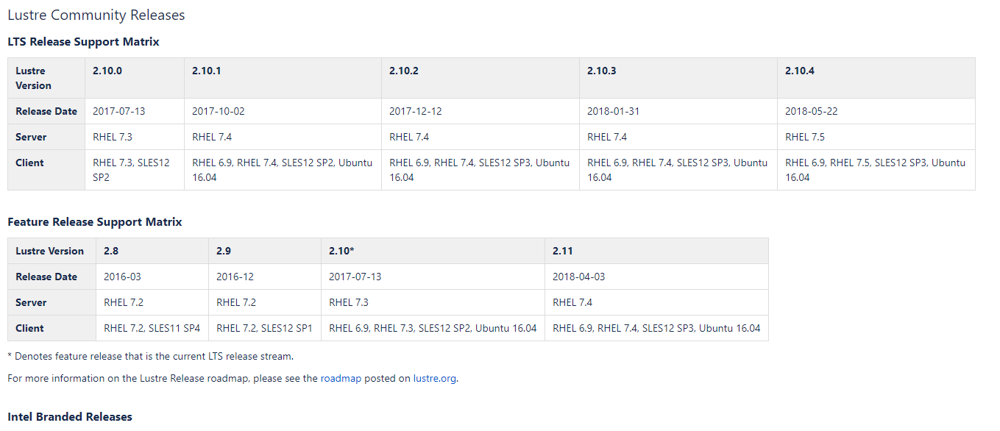 Lustre Community Releases
LTS Release Support Matrix
Lustre Version 2.10.0 2.10.1 2.10.2 2.10.3 2.10.4
Release Date 2017-07-13 2017-10-02 2017-12-12 2018-01-31 2018-05-22
Server RHEL 7.3 RHEL 7.4 RHEL 7.4 RHEL 7.4 RHEL 7.5
Client RHEL 7.3, SLES12 SP2 RHEL 6.9, RHEL 7.4, SLES12 SP2, Ubuntu 16.04 RHEL 6.9, RHEL 7.4, SLES12 SP3, Ubuntu 16.04 RHEL 6.9, RHEL 7.4, SLES12 SP3, Ubuntu 16.04 RHEL 6.9, RHEL 7.5, SLES12 SP3, Ubuntu 16.04
Feature Release Support Matrix
Lustre Version 2.8 2.9 2.10* 2.11
Release Date 2016-03 2016-12 2017-07-13 2018-04-03
Server RHEL 7.2 RHEL 7.2 RHEL 7.3 RHEL 7.4
Client RHEL 7.2, SLES11 SP4 RHEL 7.2, SLES12 SP1 RHEL 6.9, RHEL 7.3, SLES12 SP2, Ubuntu 16.04 RHEL 6.9, RHEL 7.4, SLES12 SP3, Ubuntu 16.04
* Denotes feature release that is the current LTS release stream.
For more information on the Lustre Release roadmap, please see the roadmap posted on lustre.org.
Intel Branded Releases